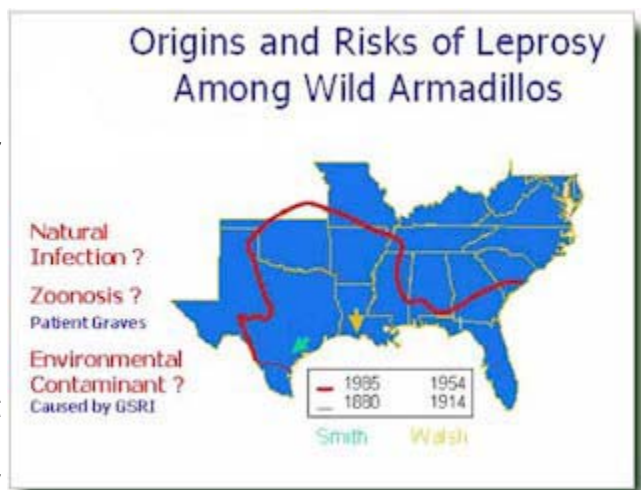 Origins and Risks of Leprosy
Among Wild Armadillos
Natural
Infection ?
Zoonosis ?
Patient Graves
Environmental
Contaminant ?
Caused by GSRI
1985 1954
1880 1914
Smith Walsh